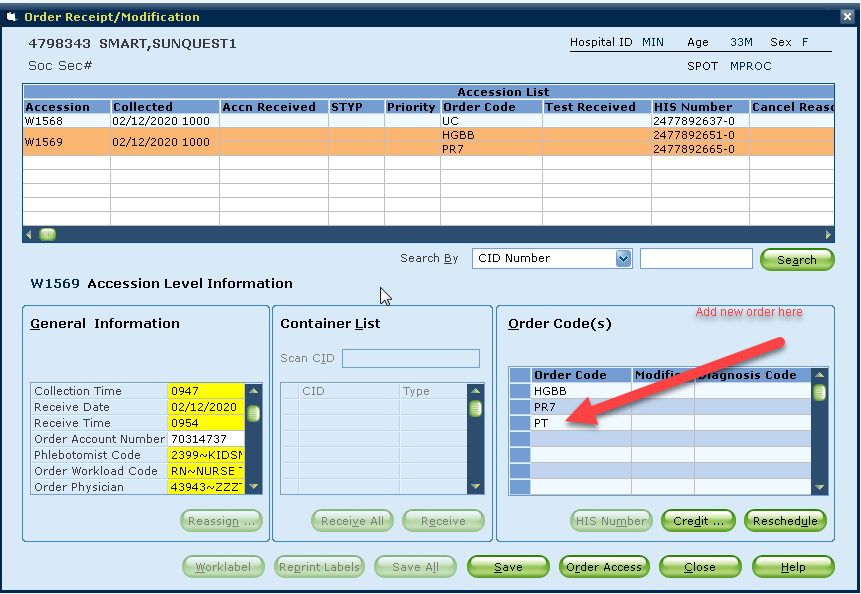 Order Receipt/Modification
4798343 SMART,SUNQUEST1
Hospital ID MIN Age 33M Sex F
Soc Sec#
SPOT MPROC
Accession List
Accession Collected Accn Received STYP Priority Order Code Test Received HIS Number Cancel Reaso
W1568 02/12/2020 1000 UC 2477892637-0
W1569 02/12/2020 1000 HGBB 2477892651-0
PR7 2477892665-0
Search By CID Number Search
W1569 Accession Level Information
General Information
Collection Time 0947
Receive Date 02/12/2020
Receive Time 0954
Order Account Number 70314737
Phlebotomist Code 2399~KIDSN
Order Workload Code RN~NURSE
Order Physician 43943~ZZZ
Reassign ...
Container List
Scan CID
CID Type
Receive All Receive
Add new order here
Order Code(s)
Order Code Modifie Diagnosis Code
HGBB
PR7
PT
HIS Number Credit ... Reschedule
Worklabel Reprint Labels Save All Save Order Access Close Help